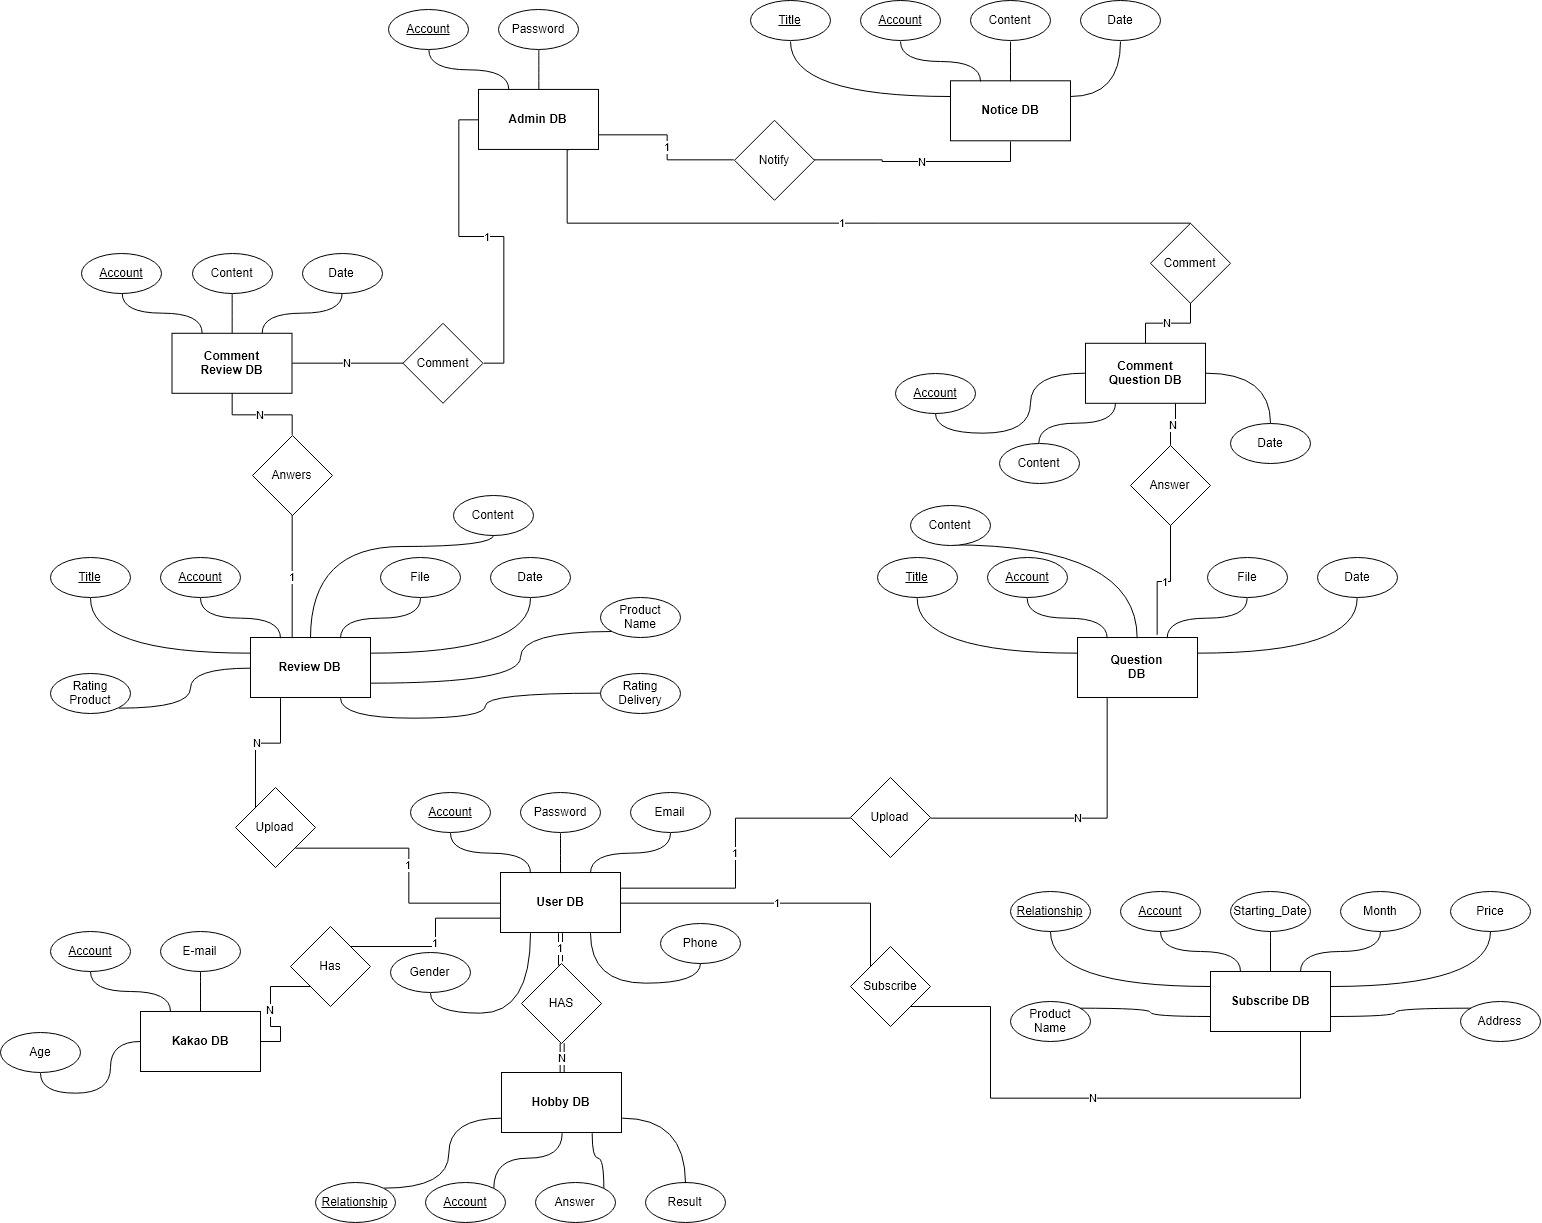 Account
Password
Title
Account
Content
Date
Admin DB
Notice DB
1
Notify
N
1
1
Comment
Account
Content
Date
N
Comment
Review DB
N
Comment
Comment
Question DB
Account
Content
Date
N
N
Anwers
Answer
Content
Content
Title
Account
File
Date
1
Title
Account
File
Date
1
Product
Name
Review DB
Question
DB
Rating
Product
Rating
Delivery
N
Upload
Account
Password
Email
Upload
N
1
1
User DB
1
Relationship
Account
Starting_Date
Month
Price
Account
E-mail
Has
1
1
Gender
Phone
HAS
Subscribe
Subscribe DB
N
Product
Name
Address
Kakao DB
Age
N
Hobby DB
N
Relationship
Account
Answer
Result